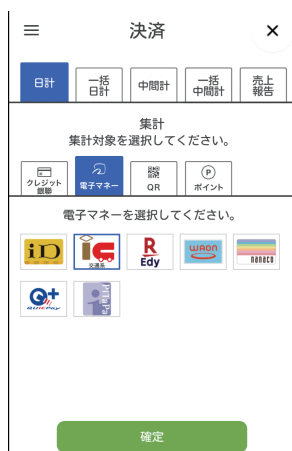 決済
日計
一括
日計
中間計
一括
中間計
売上
報告
集計
集計対象を選択してください。
クレジット
銀聯
電子マネー
QR
P
ポイント
電子マネーを選択してください。
iD
IC
交通系
R
Edy
WAON
nanaco
Q+
QUICPay
PiTaPa
確定